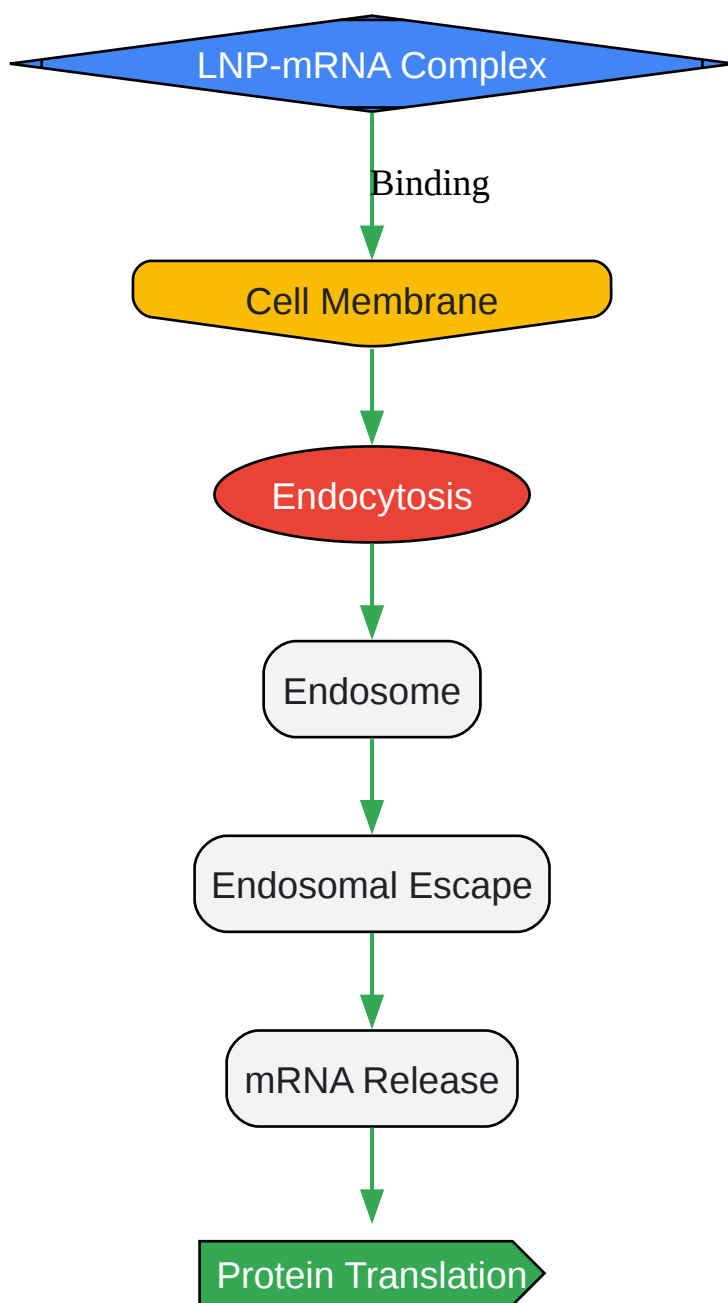 LNP-mRNA Complex
Binding
Cell Membrane
Endocytosis
Endosome
Endosomal Escape
mRNA Release
Protein Translation